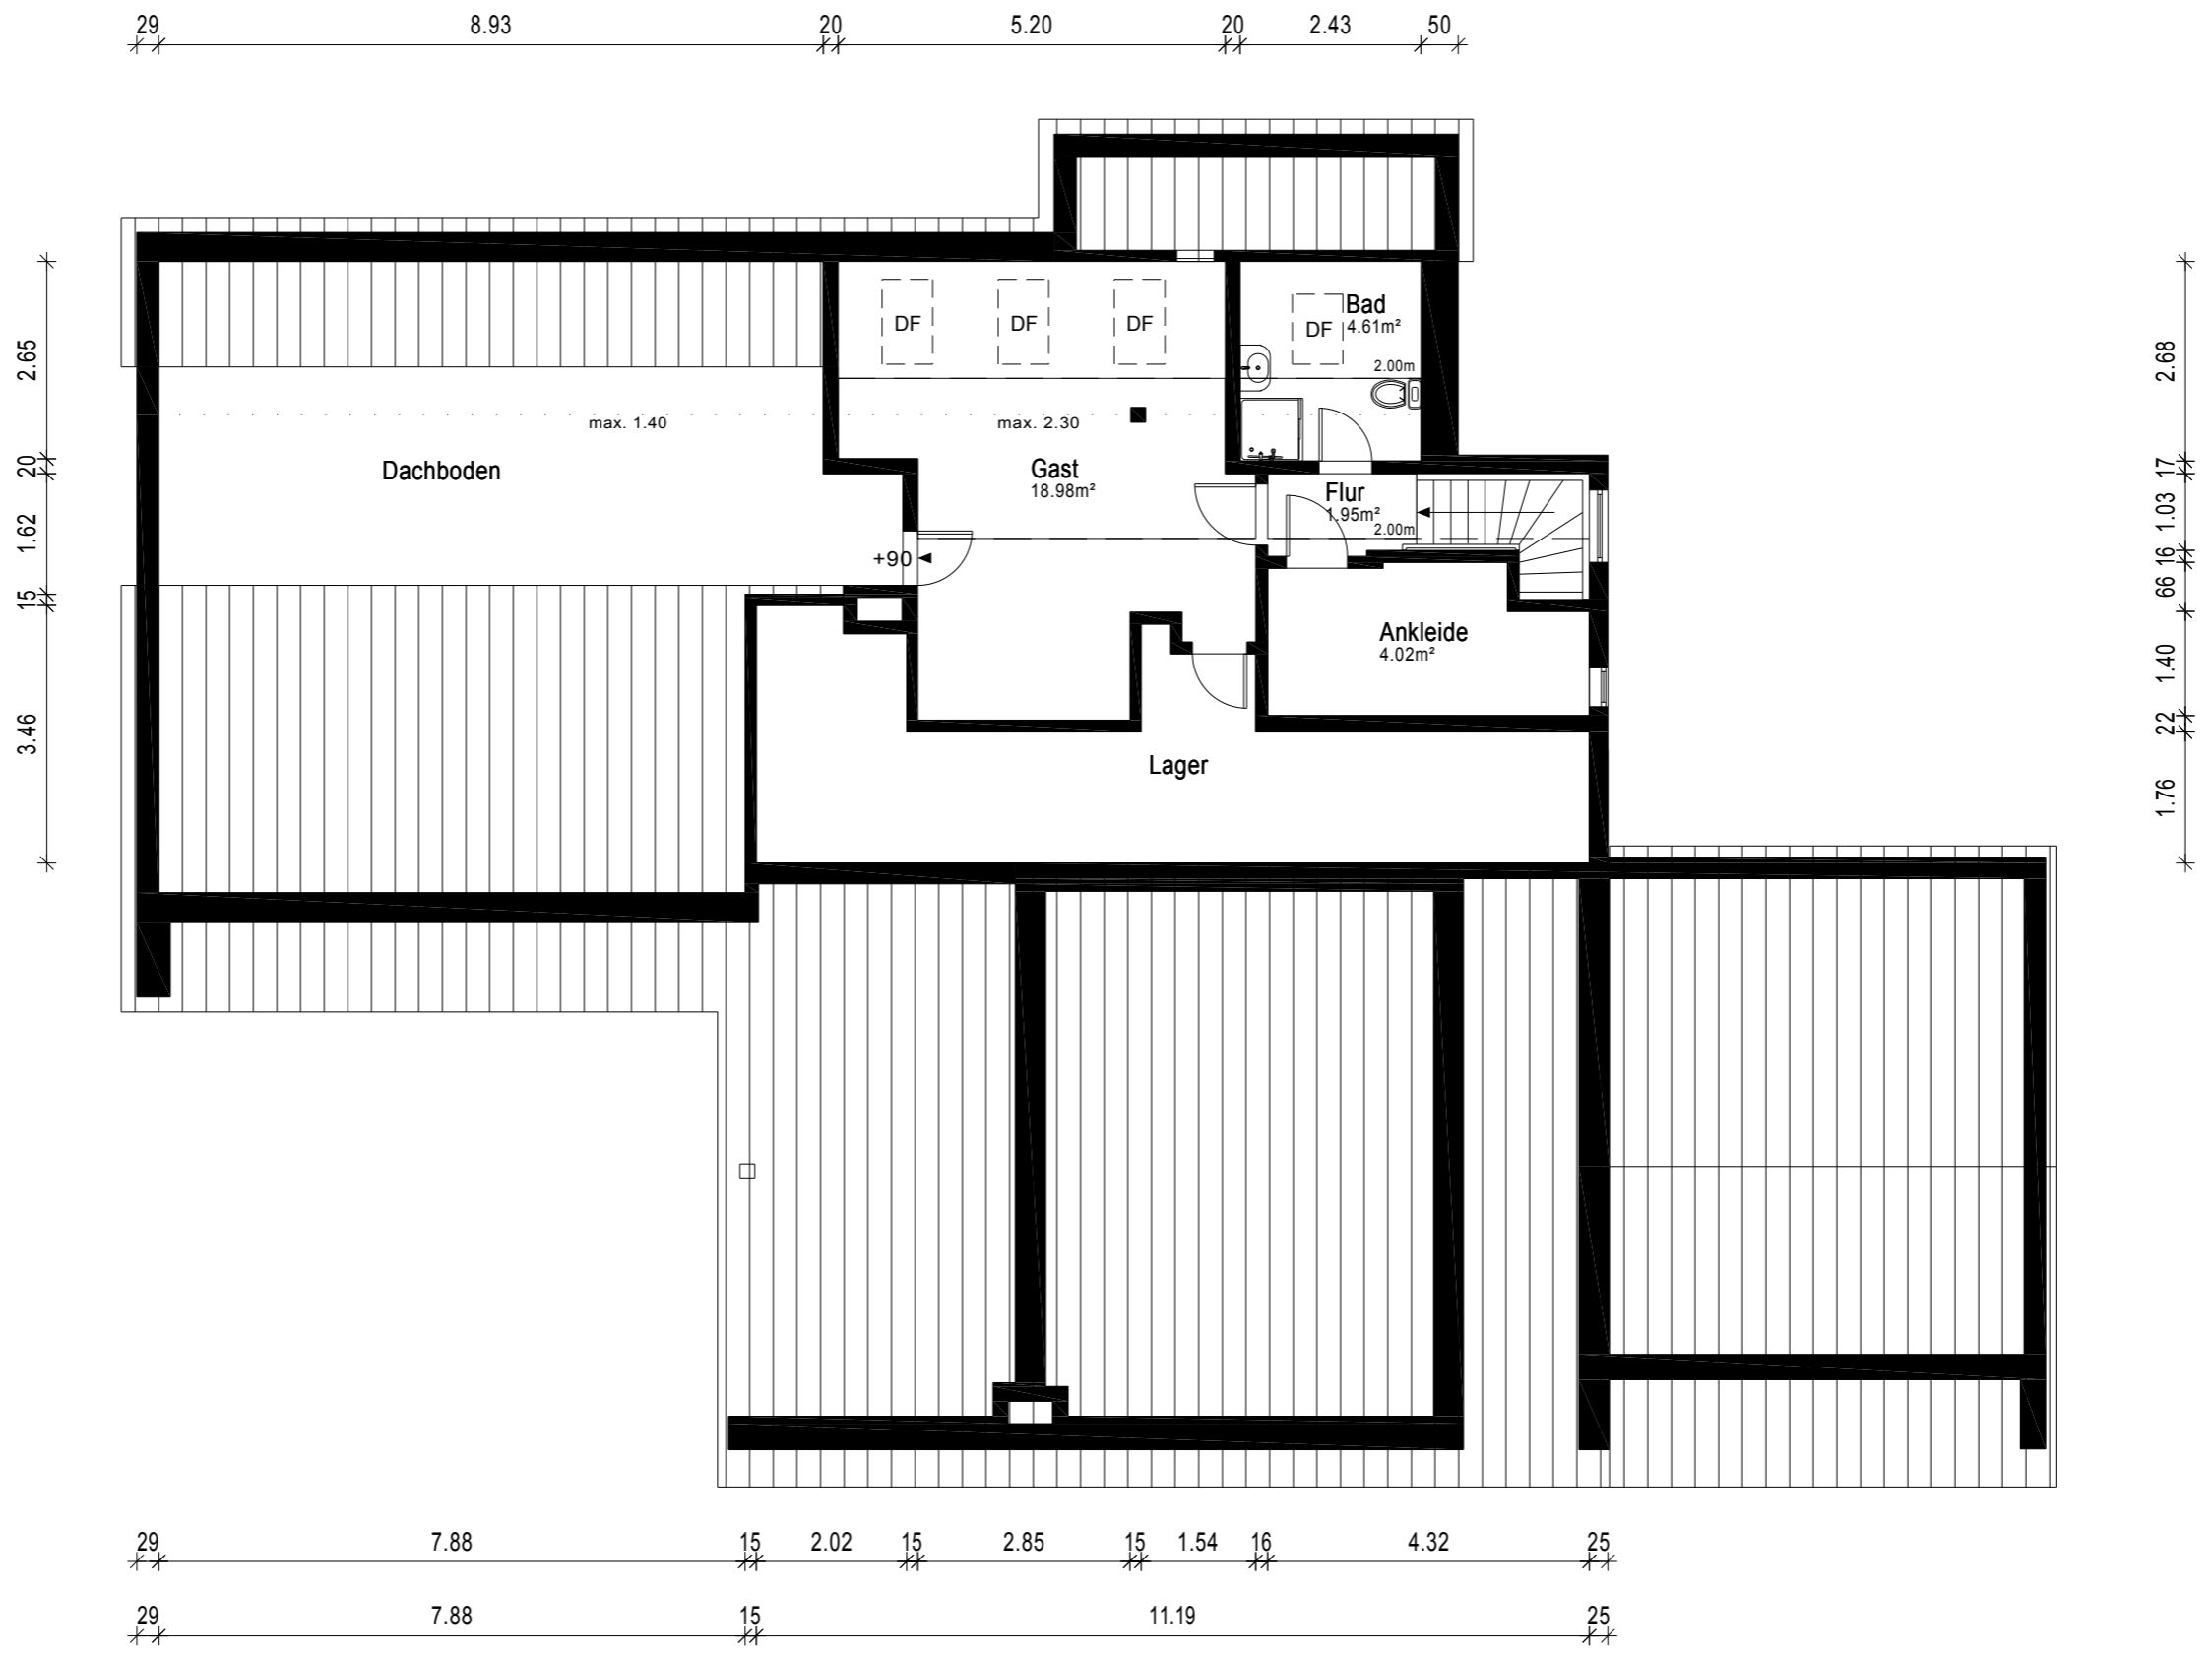 29 8.93 20 5.20 20 2.43 50
DF DF DF
Bad
DF 4.61m²
2.00m
max. 1.40 max. 2.30
Dachboden
Gast
18.98m²
Flur
1.95m²
2.00m
+90
Ankleide
4.02m²
Lager
2.65
20
1.62
15
3.46
2.68
17
1.03
16
66
1.40
22
1.76
29 7.88 15 2.02 15 2.85 15 1.54 16 4.32 25
29 7.88 15 11.19 25